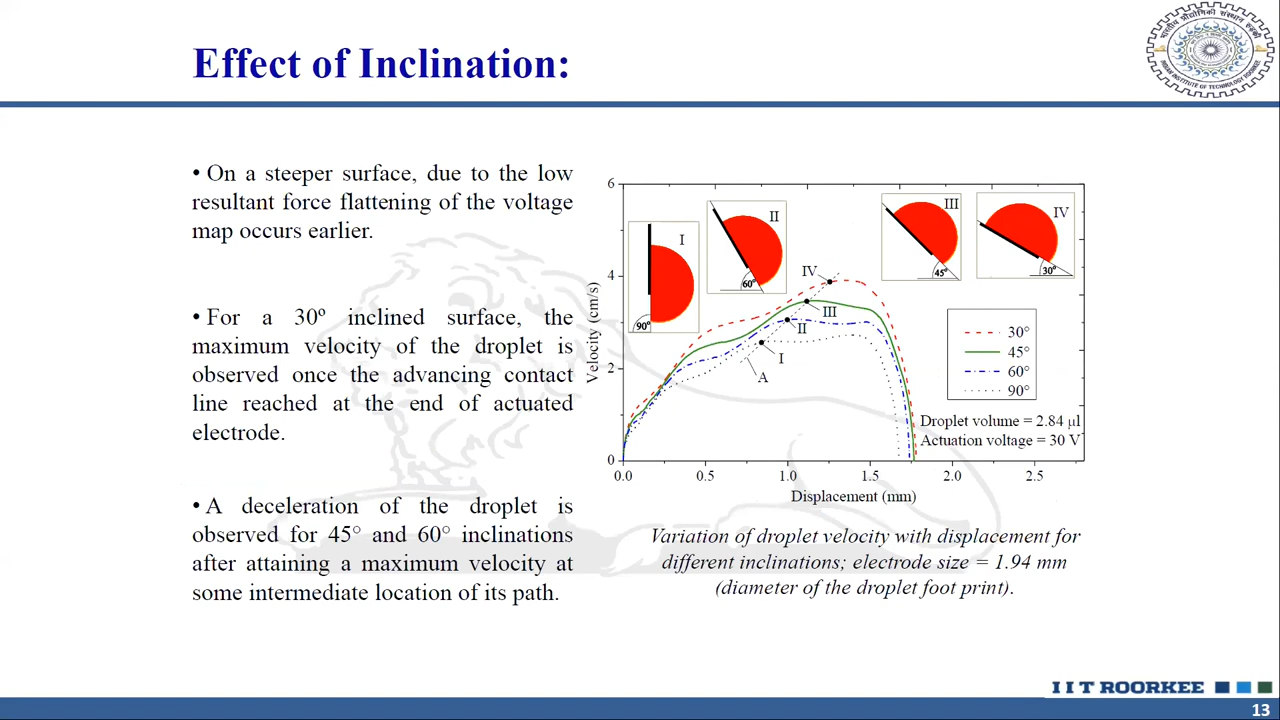 Effect of Inclination:
• On a steeper surface, due to the low
resultant force flattening of the voltage
map occurs earlier.
• For a 30º inclined surface, the
maximum velocity of the droplet is
observed once the advancing contact
line reached at the end of actuated
electrode.
• A deceleration of the droplet is
observed for 45° and 60° inclinations
after attaining a maximum velocity at
some intermediate location of its path.
6
4
2
0
Velocity (cm/s)
0.0 0.5 1.0 1.5 2.0 2.5
Displacement (mm)
I
90°
II
60°
III
45°
IV
30°
IV
III
II
I
A
30°
45°
60°
90°
Droplet volume = 2.84 µl
Actuation voltage = 30 V
Variation of droplet velocity with displacement for
different inclinations; electrode size = 1.94 mm
(diameter of the droplet foot print).
I I T ROORKEE
13